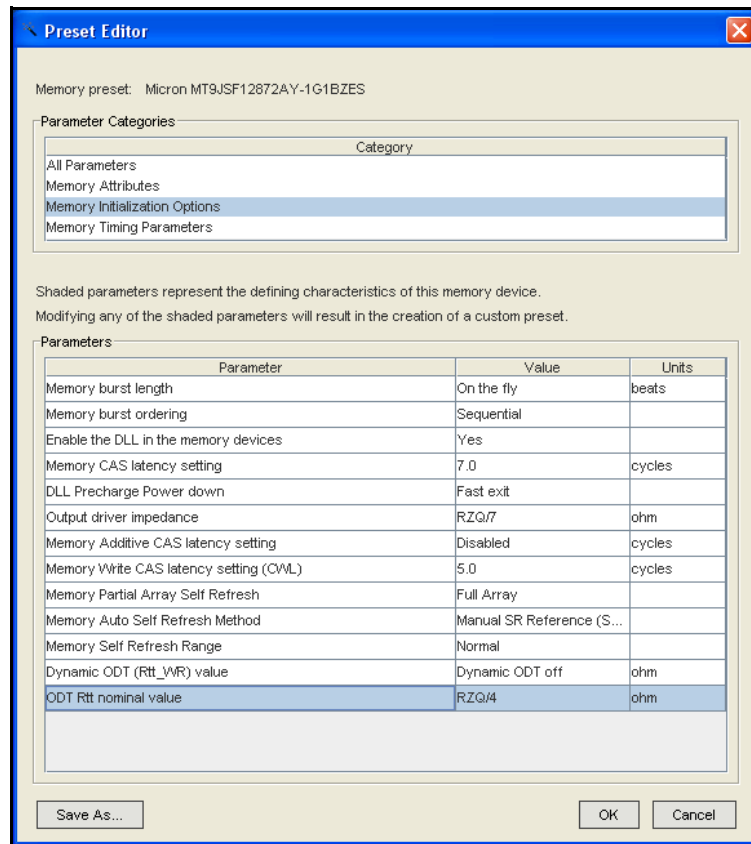 Preset Editor
Memory preset: Micron MT9JSF12872AY-1G1BZES
Parameter Categories
Category
All Parameters
Memory Attributes
Memory Initialization Options
Memory Timing Parameters
Shaded parameters represent the defining characteristics of this memory device.
Modifying any of the shaded parameters will result in the creation of a custom preset.
Parameters
Parameter Value Units
Memory burst length On the fly beats
Memory burst ordering Sequential
Enable the DLL in the memory devices Yes
Memory CAS latency setting 7.0 cycles
DLL Precharge Power down Fast exit
Output driver impedance RZQ/7 ohm
Memory Additive CAS latency setting Disabled cycles
Memory Write CAS latency setting (CWL) 5.0 cycles
Memory Partial Array Self Refresh Full Array
Memory Auto Self Refresh Method Manual SR Reference (S...
Memory Self Refresh Range Normal
Dynamic ODT (Rtt_WR) value Dynamic ODT off ohm
ODT Rtt nominal value RZQ/4 ohm
Save As... OK Cancel